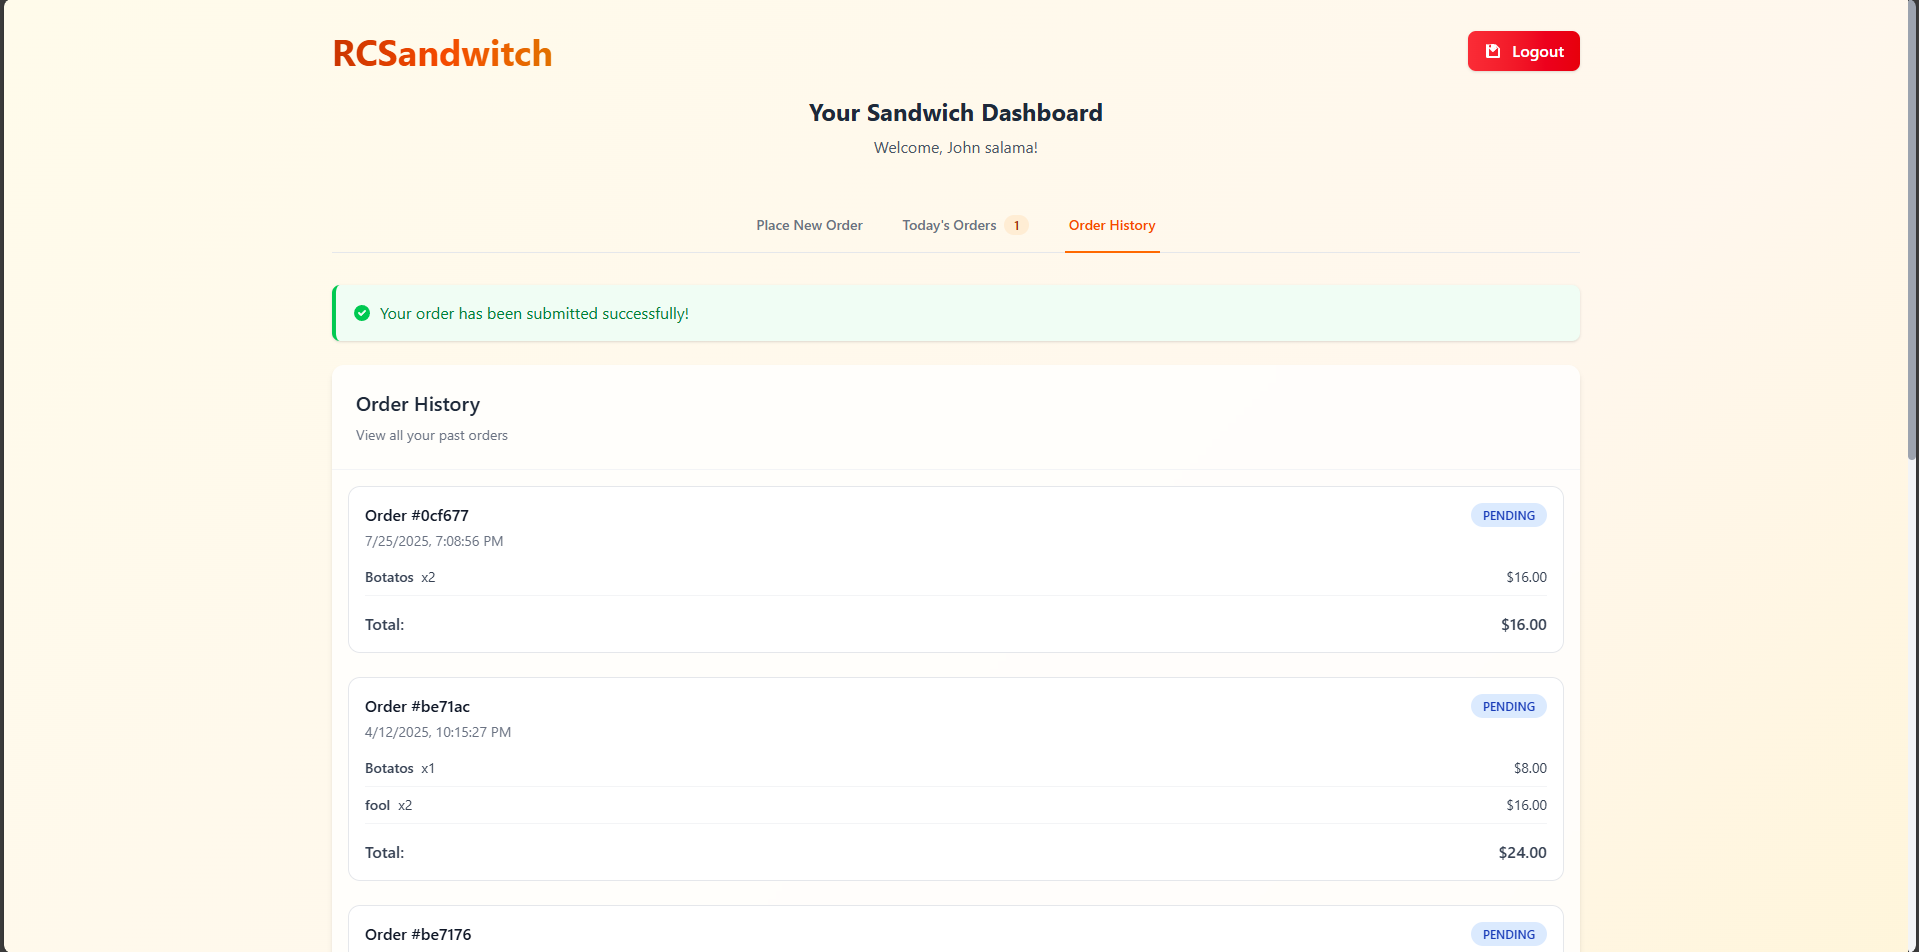 RCSandwitch
Logout
Your Sandwich Dashboard
Welcome, John salama!
Place New Order
Today's Orders 1
Order History
Your order has been submitted successfully!
Order History
View all your past orders
Order #0cf677
PENDING
7/25/2025, 7:08:56 PM
Botatos x2 $16.00
Total: $16.00
Order #be71ac
PENDING
4/12/2025, 10:15:27 PM
Botatos x1 $8.00
fool x2 $16.00
Total: $24.00
Order #be7176
PENDING